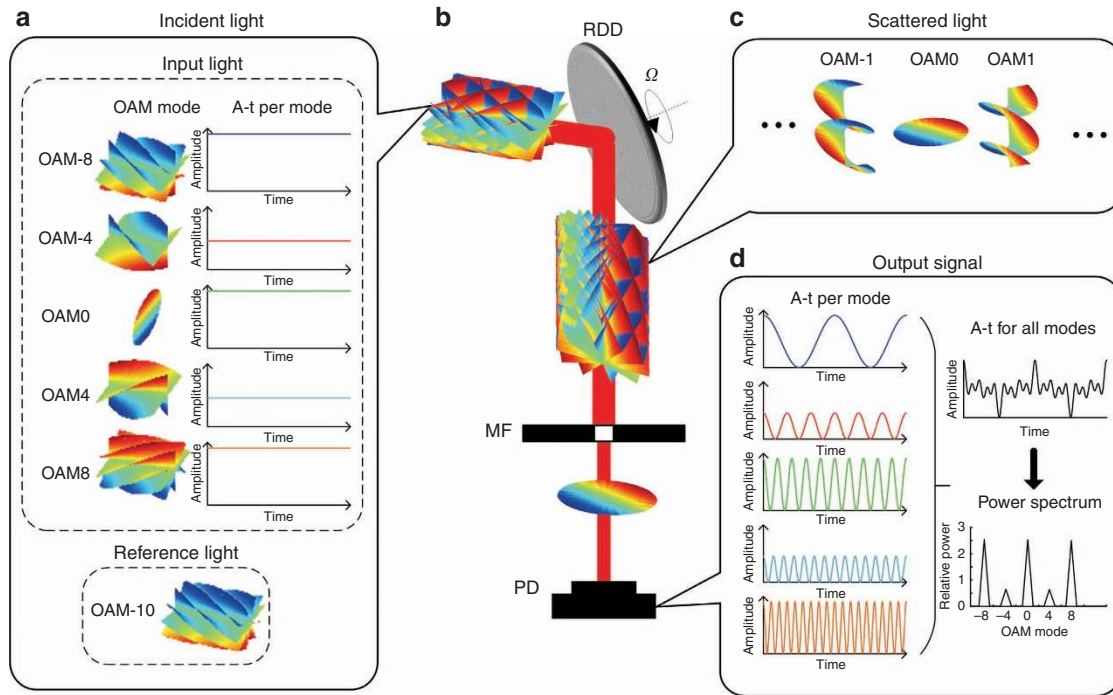 a
Incident light
Input light
OAM mode
A-t per mode
OAM-8
Amplitude
Time
OAM-4
Amplitude
Time
OAM0
Amplitude
Time
OAM4
Amplitude
Time
OAM8
Amplitude
Time
Reference light
OAM-10
b
RDD
Ω
MF
PD
c
Scattered light
OAM-1
OAM0
OAM1
•••
•••
d
Output signal
A-t per mode
Amplitude
Time
Amplitude
Time
Amplitude
Time
Amplitude
Time
Amplitude
Time
A-t for all modes
Amplitude
Time
Power spectrum
Relative power
3
2
1
0
−8
−4
0
4
8
OAM mode